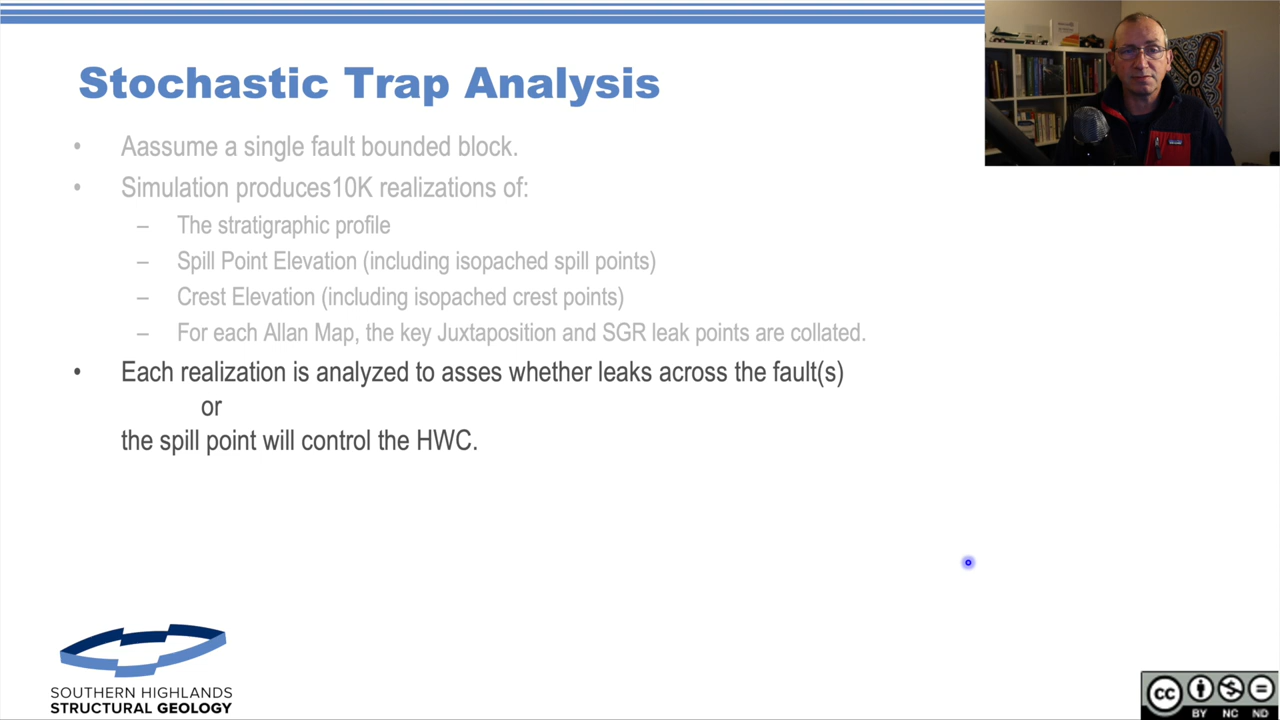 Stochastic Trap Analysis
• Aassume a single fault bounded block.
• Simulation produces10K realizations of:
– The stratigraphic profile
– Spill Point Elevation (including isopached spill points)
– Crest Elevation (including isopached crest points)
– For each Allan Map, the key Juxtaposition and SGR leak points are collated.
• Each realization is analyzed to asses whether leaks across the fault(s)
or
the spill point will control the HWC.
SOUTHERN HIGHLANDS
STRUCTURAL GEOLOGY
cc
BY NC ND